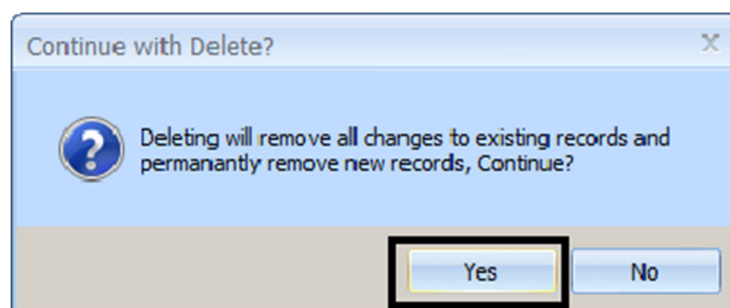 Continue with Delete?
Deleting will remove all changes to existing records and
permanantly remove new records, Continue?
Yes No